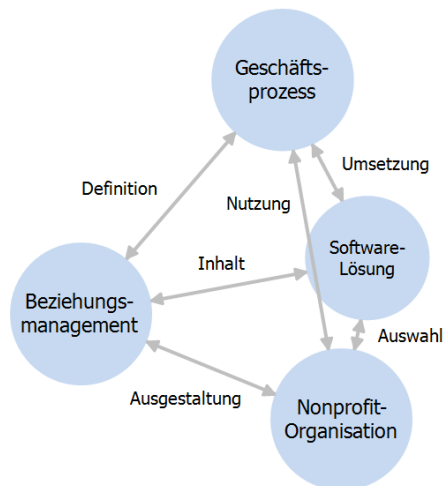 Geschäfts-
prozess
Umsetzung
Definition
Nutzung
Software-
Lösung
Inhalt
Beziehungs-
management
Auswahl
Ausgestaltung
Nonprofit-
Organisation